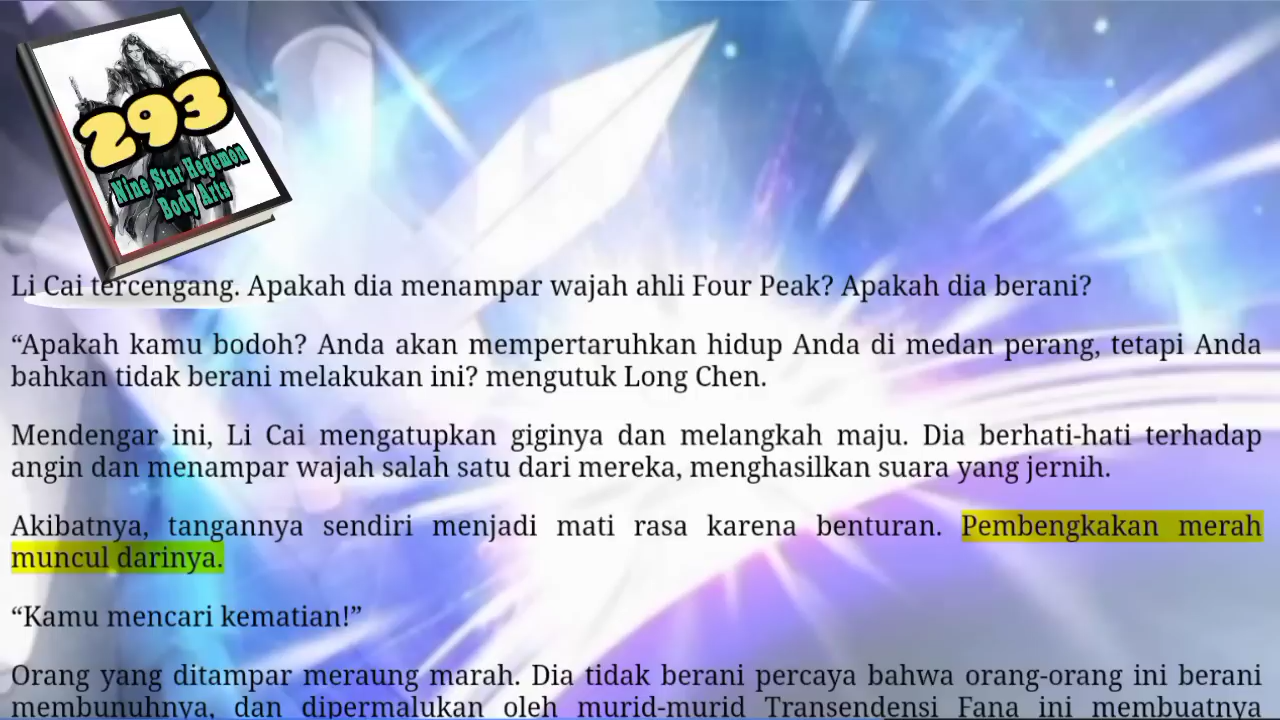 293
Nine Star Hegemon
Body Arts
Li Cai tercengang. Apakah dia menampar wajah ahli Four Peak? Apakah dia berani?
“Apakah kamu bodoh? Anda akan mempertaruhkan hidup Anda di medan perang, tetapi Anda
bahkan tidak berani melakukan ini? mengutuk Long Chen.
Mendengar ini, Li Cai mengatupkan giginya dan melangkah maju. Dia berhati-hati terhadap
angin dan menampar wajah salah satu dari mereka, menghasilkan suara yang jernih.
Akibatnya, tangannya sendiri menjadi mati rasa karena benturan. Pembengkakan merah
muncul darinya.
“Kamu mencari kematian!”
Orang yang ditampar meraung marah. Dia tidak berani percaya bahwa orang-orang ini berani
membunuhnya, dan dipermalukan oleh murid-murid Transendensi Fana ini membuatnya